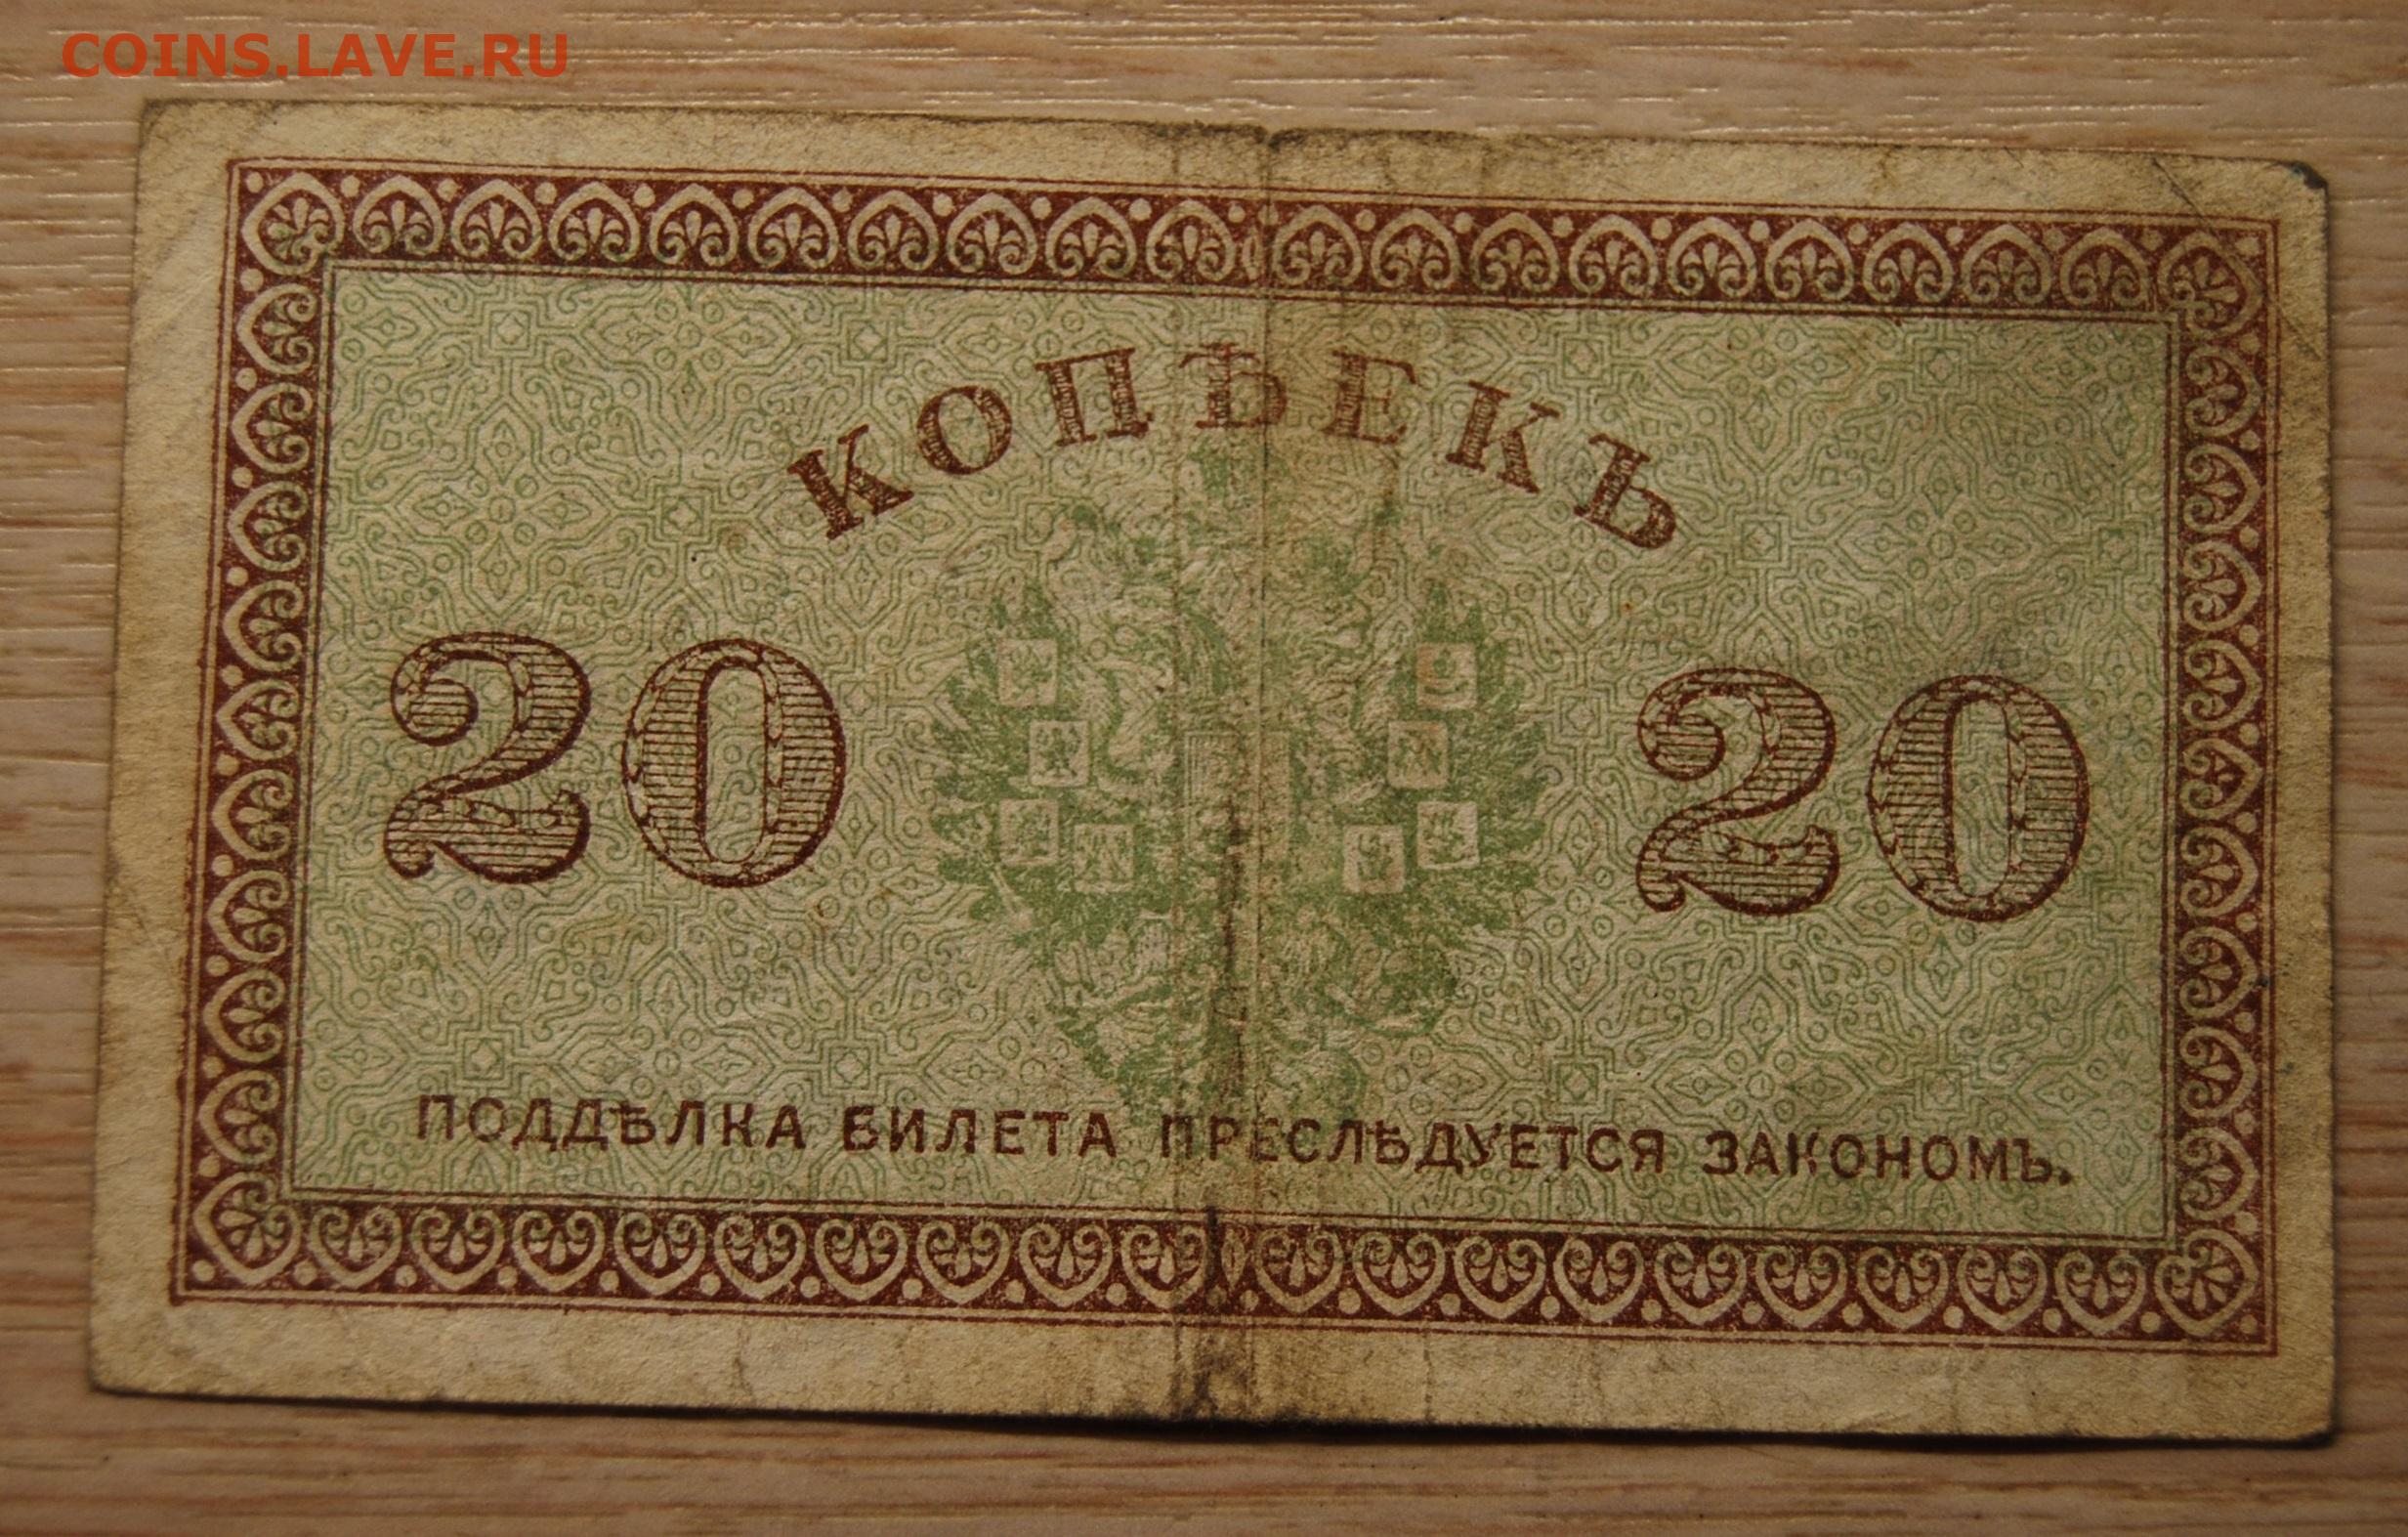 COINS.LAVE.RU
КОПѢЕКЪ
20 20
ПОДДѢЛКА БИЛЕТА ПРЕСЛѢДУЕТСЯ ЗАКОНОМЪ.